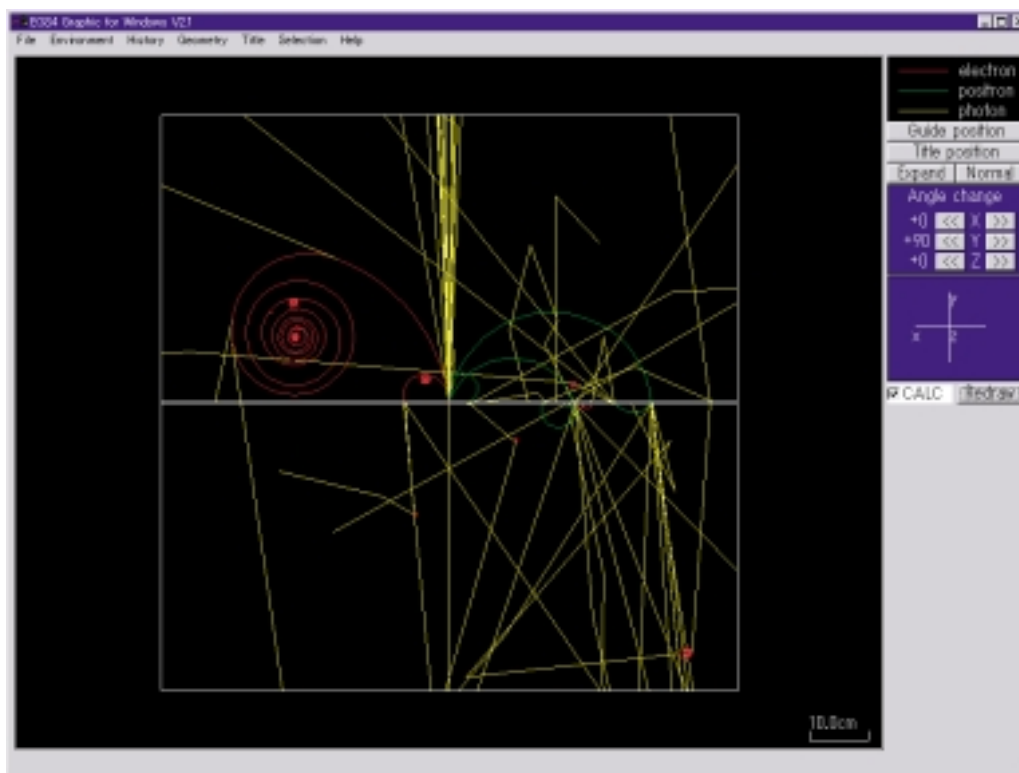 EGS4 Graphic for Windows V2.1
File Environment History Geometry Title Selection Help
electron
positron
photon
Guide position
Title position
Expand Normal
Angle change
+0 << X >>
+90 << Y >>
+0 << Z >>
y
x z
CALC Redraw
10.0cm